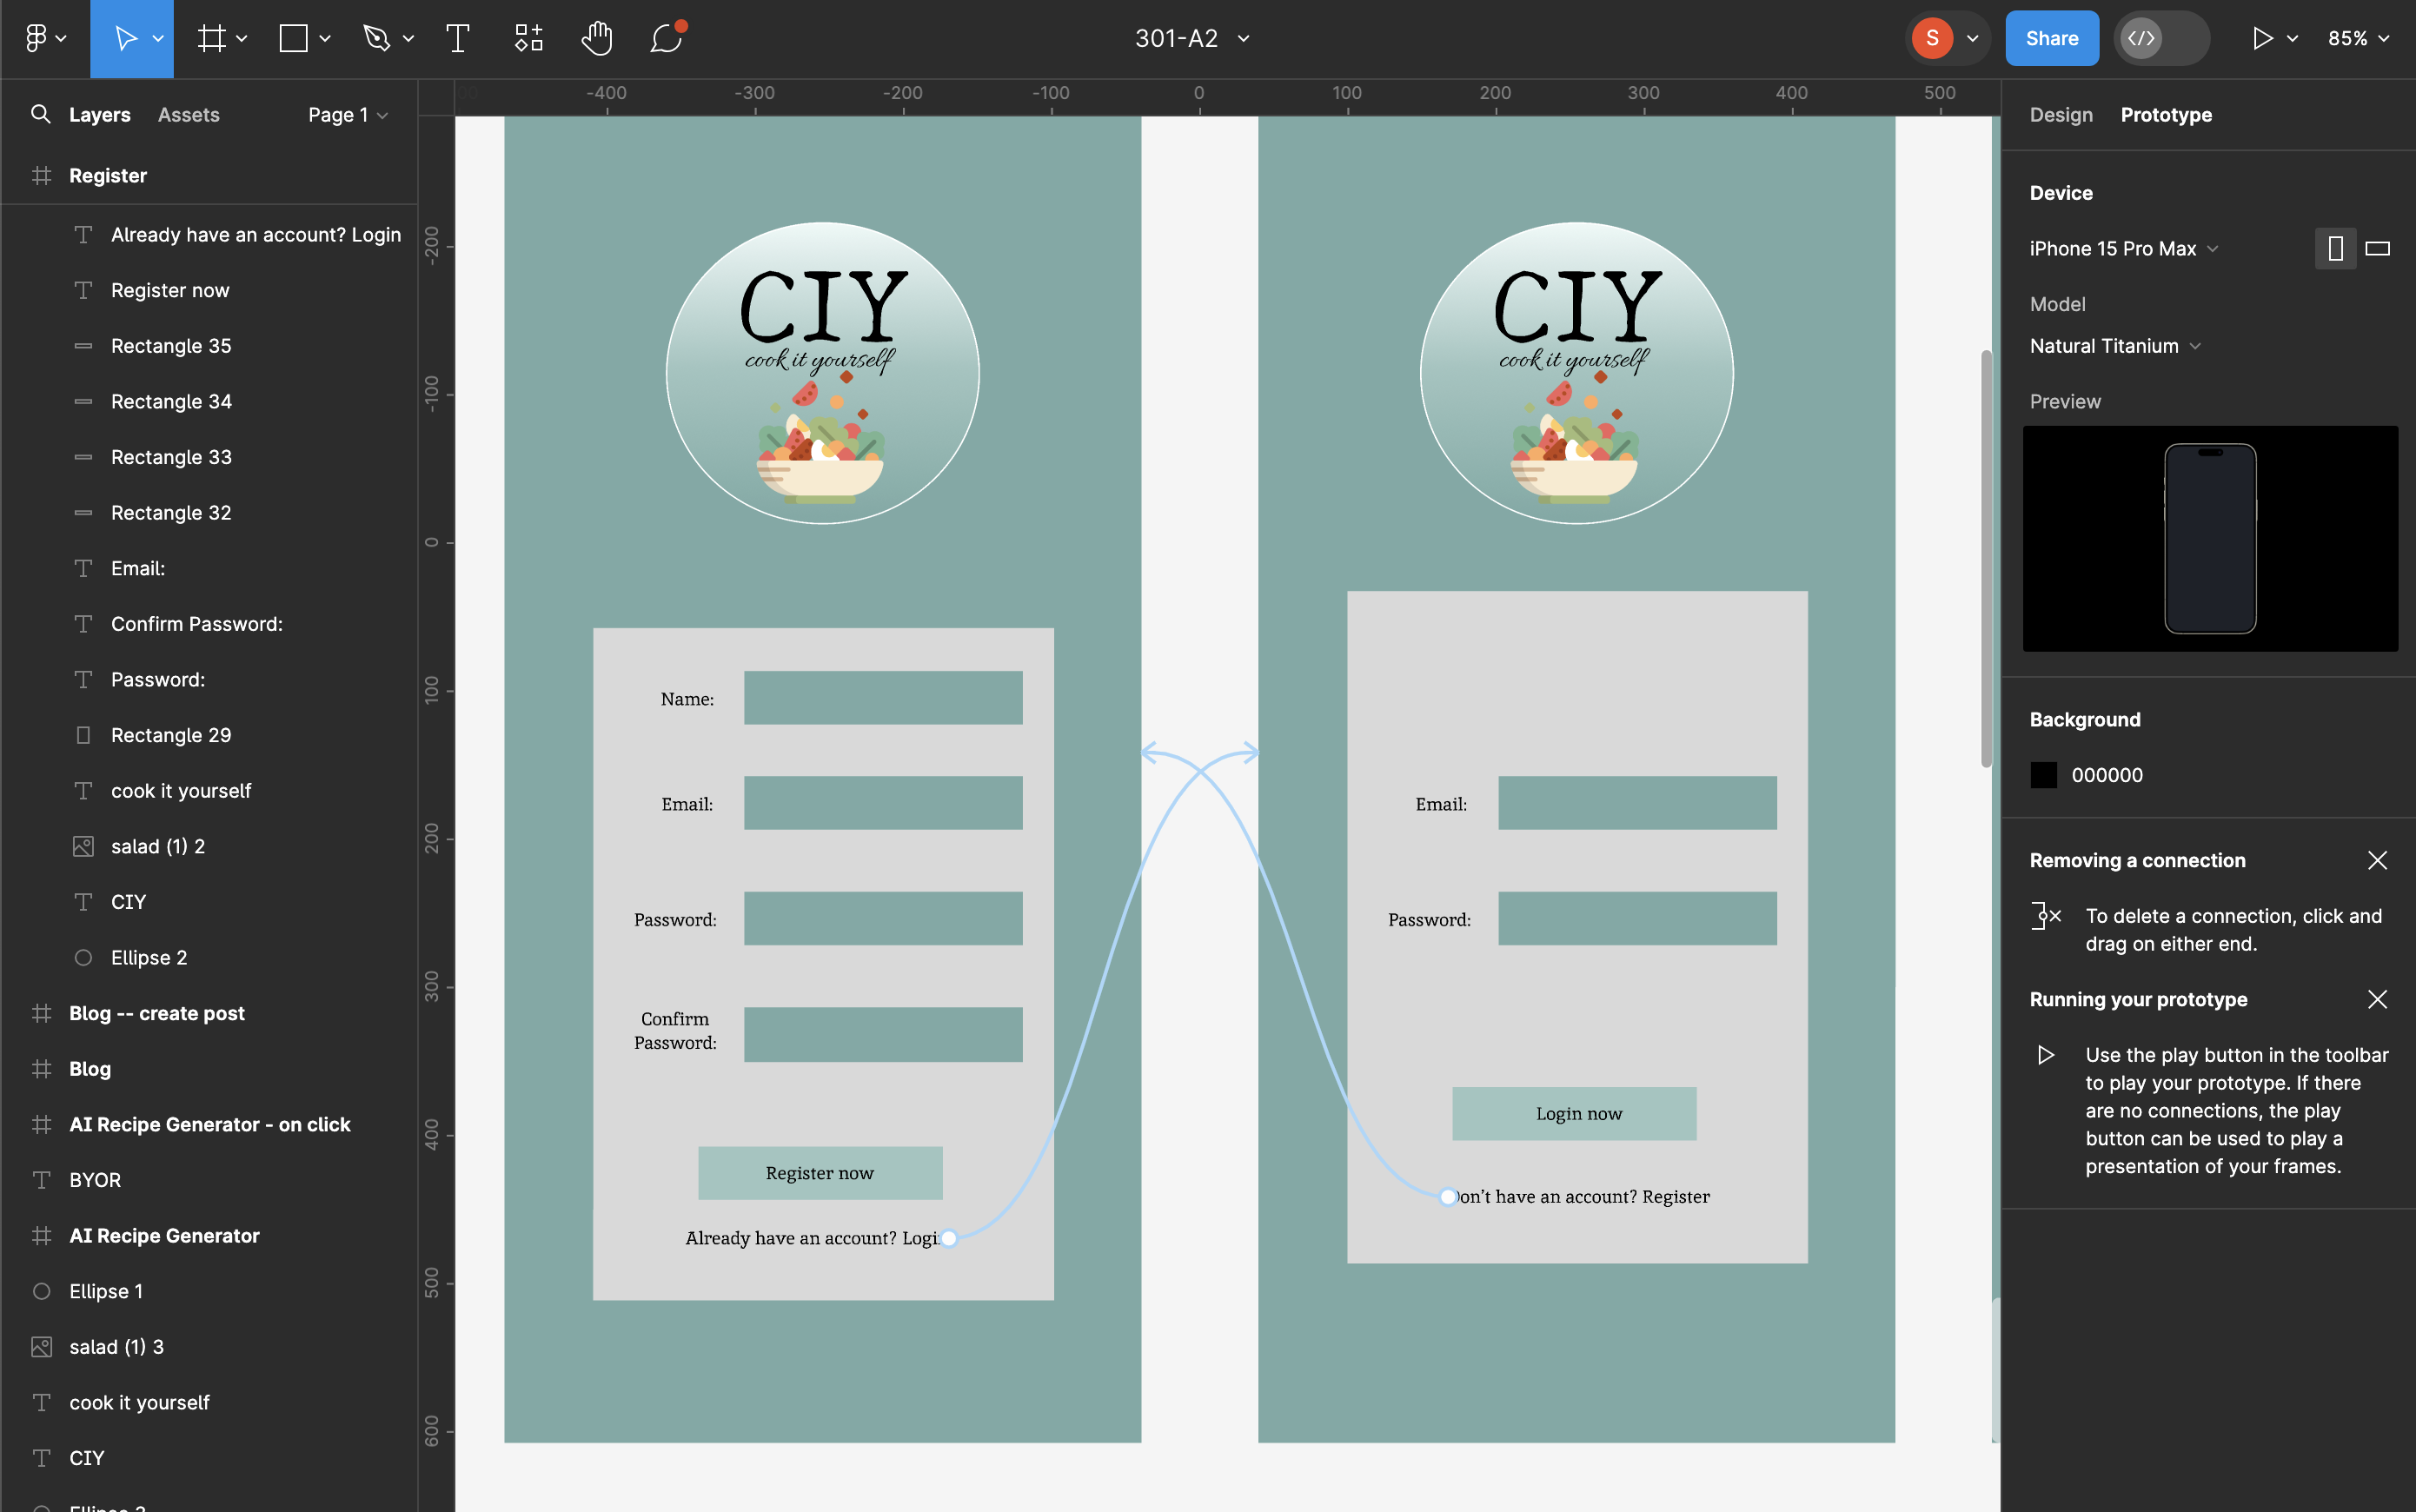 301-A2
S
Share
85%
Layers
Assets
Page 1
Register
Already have an account? Login
Register now
Rectangle 35
Rectangle 34
Rectangle 33
Rectangle 32
Email:
Confirm Password:
Password:
Rectangle 29
cook it yourself
salad (1) 2
CIY
Ellipse 2
Blog -- create post
Blog
AI Recipe Generator - on click
BYOR
AI Recipe Generator
Ellipse 1
salad (1) 3
cook it yourself
CIY
-400 -300 -200 -100 0 100 200 300 400 500
-200
-100
0
100
200
300
400
500
600
CIY
cook it yourself
Name:
Email:
Password:
Confirm
Password:
Register now
Already have an account? Login
CIY
cook it yourself
Email:
Password:
Login now
Don't have an account? Register
Design
Prototype
Device
iPhone 15 Pro Max
Model
Natural Titanium
Preview
Background
000000
Removing a connection
To delete a connection, click and
drag on either end.
Running your prototype
Use the play button in the toolbar
to play your prototype. If there
are no connections, the play
button can be used to play a
presentation of your frames.